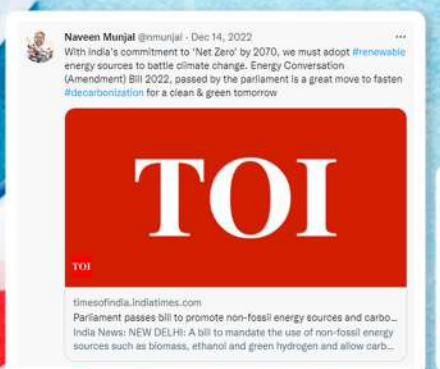 Naveen Munjal @nmunjal · Dec 14, 2022 ...
With India's commitment to 'Net Zero' by 2070, we must adopt #renewable
energy sources to battle climate change. Energy Conversation
(Amendment) Bill 2022, passed by the parliament is a great move to fasten
#decarbonization for a clean & green tomorrow
TOI
TOI
timesofindia.indiatimes.com
Parliament passes bill to promote non-fossil energy sources and carbo...
India News: NEW DELHI: A bill to mandate the use of non-fossil energy
sources such as biomass, ethanol and green hydrogen and allow carb...